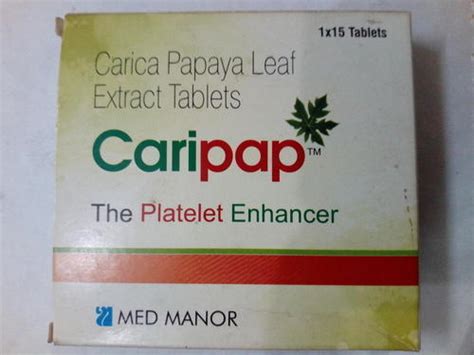 1x15 Tablets
Carica Papaya Leaf
Extract Tablets
Caripap™
The Platelet Enhancer
MED MANOR